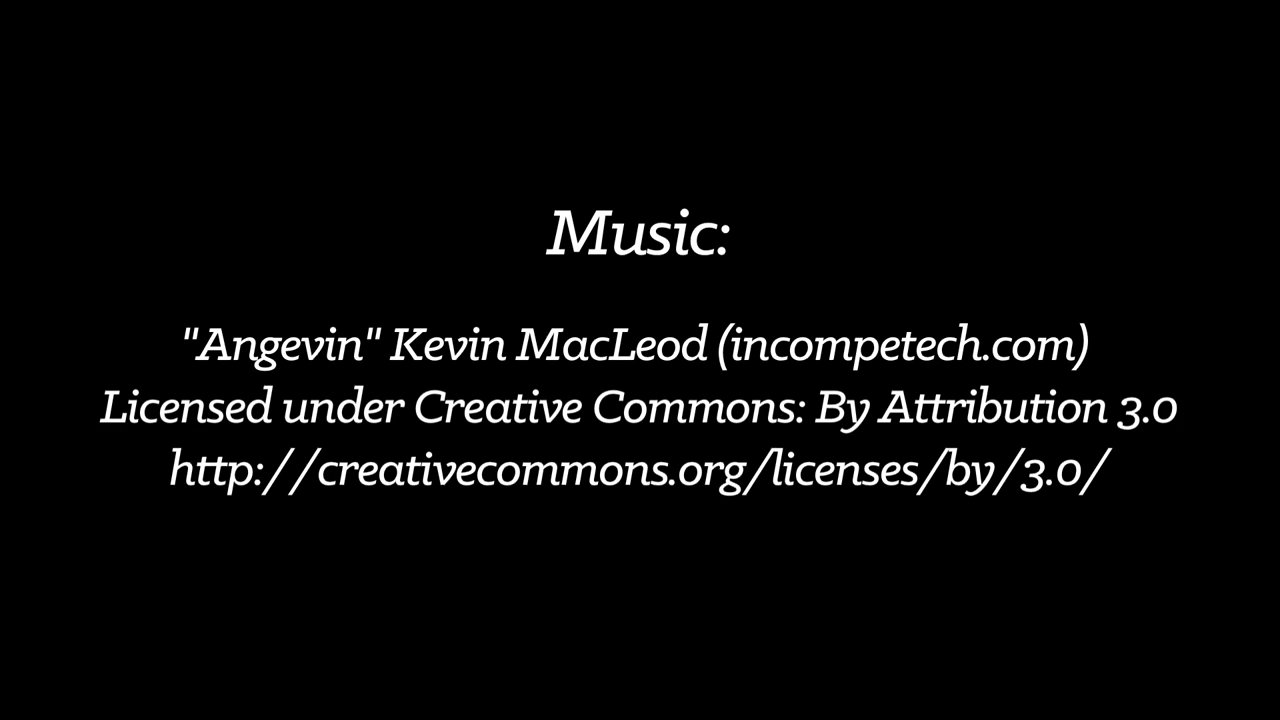 Music:
"Angevin" Kevin MacLeod (incompetech.com)
Licensed under Creative Commons: By Attribution 3.0
http://creativecommons.org/licenses/by/3.0/